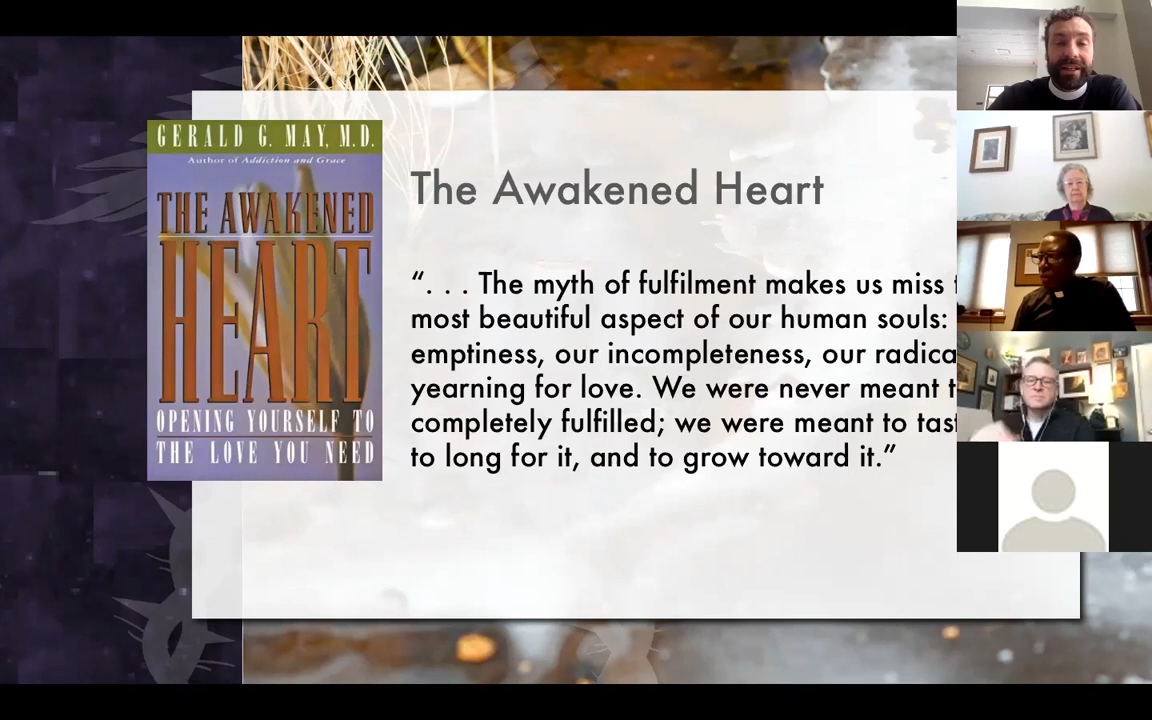 GERALD G. MAY, M.D.
Author of Addiction and Grace
THE AWAKENED
HEART
OPENING YOURSELF TO
THE LOVE YOU NEED
The Awakened Heart
“. . . The myth of fulfilment makes us miss
most beautiful aspect of our human souls:
emptiness, our incompleteness, our
yearning for love. We were never meant
completely fulfilled; we were meant to
to long for it, and to grow toward it.”